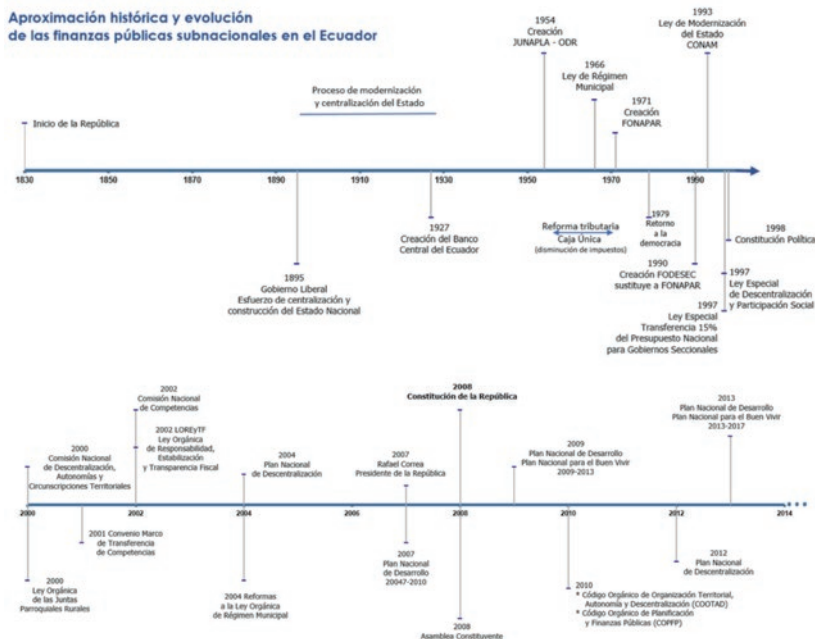 Aproximación histórica y evolución
de las finanzas públicas subnacionales en el Ecuador
1954
Creación
JUNAPLA - ODR
1993
Ley de Modernización
del Estado
CONAM
1966
Ley de Régimen
Municipal
1971
Creación
FONAPAR
Proceso de modernización
y centralización del Estado
Inicio de la República
1830
1850
1870
1890
1910
1930
1950
1970
1990
1895
Gobierno Liberal
Esfuerzo de centralización y
construcción del Estado Nacional
1927
Creación del Banco
Central del Ecuador
Reforma tributaria
Caja Única
(disminución de impuestos)
1979
Retorno
a la
democracia
1990
Creación FODESEC
sustituye a FONAPAR
1998
Constitución Política
1997
Ley Especial
de Descentralización
y Participación Social
1997
Ley Especial
Transferencia 15%
del Presupuesto Nacional
para Gobiernos Seccionales
2000
Comisión Nacional
de Descentralización,
Autonomías y
Circunscripciones Territoriales
2002
Comisión Nacional
de Competencias
2002 LOREyTF
Ley Orgánica
de Responsabilidad,
Estabilización
y Transparencia Fiscal
2004
Plan Nacional
de Descentralización
2007
Rafael Correa
Presidente de la República
2008
Constitución de la República
2009
Plan Nacional de Desarrollo
Plan Nacional para el Buen Vivir
2009-2013
2013
Plan Nacional de Desarrollo
Plan Nacional para el Buen Vivir
2013-2017
2000
2002
2004
2006
2008
2010
2012
2014
2000
Ley Orgánica
de las Juntas
Parroquiales Rurales
2001 Convenio Marco
de Transferencia
de Competencias
2004 Reformas
a la Ley Orgánica
de Régimen Municipal
2007
Plan Nacional
de Desarrollo
20047-2010
2008
Asamblea Constituyente
2010
* Código Orgánico de Organización Territorial,
Autonomía y Descentralización (COOTAD)
* Código Orgánico de Planificación
y Finanzas Públicas (COPFP)
2012
Plan Nacional
de Descentralización